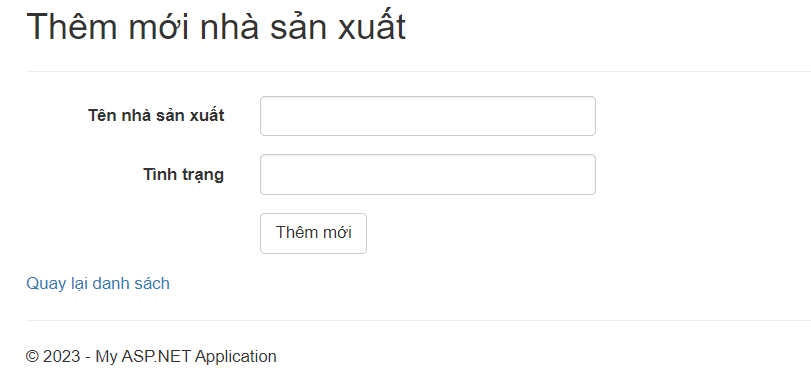 Thêm mới nhà sản xuất
Tên nhà sản xuất
Tình trạng
Thêm mới
Quay lại danh sách
© 2023 - My ASP.NET Application